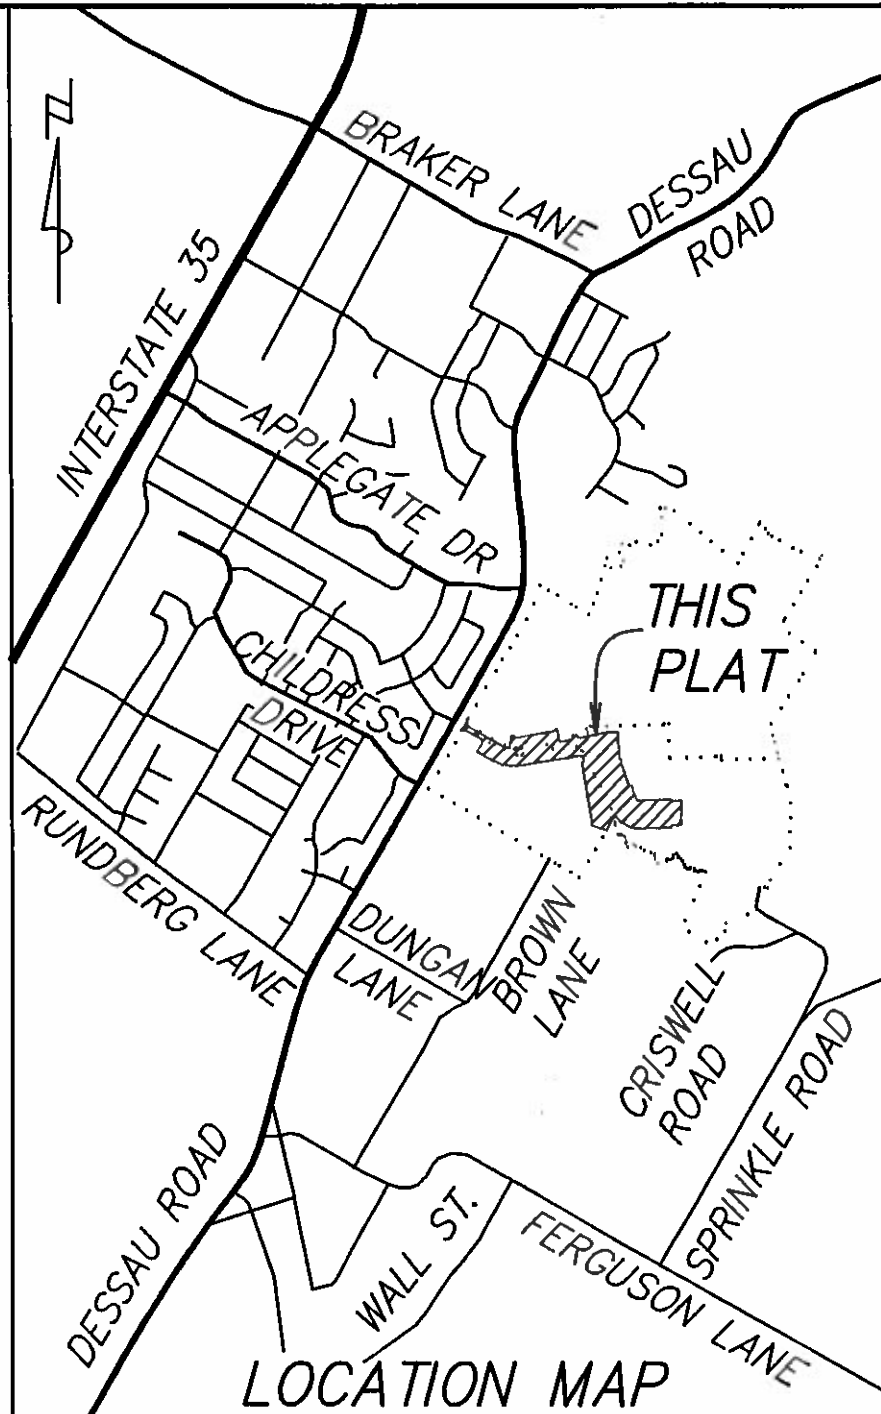 N
BRAKER LANE
DESSAU
ROAD
INTERSTATE 35
APPLEGATE DR
THIS
PLAT
CHILDRESS
DRIVE
RUNDBERG LANE
DUNGAN
LANE
BROWN
LANE
CRISWELL
ROAD
SPRINKLE ROAD
DESSAU ROAD
WALL ST.
FERGUSON LANE
LOCATION MAP